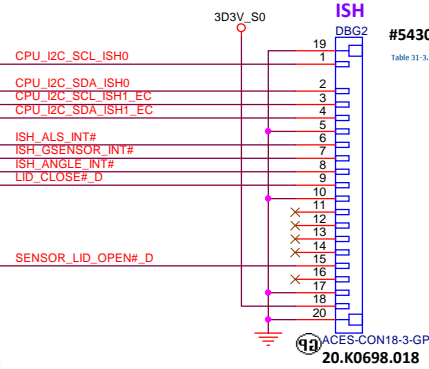 ISH
3D3V_S0
DBG2
#5430
Table 31-3.
19
CPU_I2C_SCL_ISH0
1
CPU_I2C_SDA_ISH0
2
CPU_I2C_SCL_ISH1_EC
3
CPU_I2C_SDA_ISH1_EC
4
5
ISH_ALS_INT#
6
ISH_GSENSOR_INT#
7
ISH_ANGLE_INT#
8
LID_CLOSE#_D
9
10
11
12
13
14
SENSOR_LID_OPEN#_D
15
16
17
18
20
ACES-CON18-3-GP
20.K0698.018